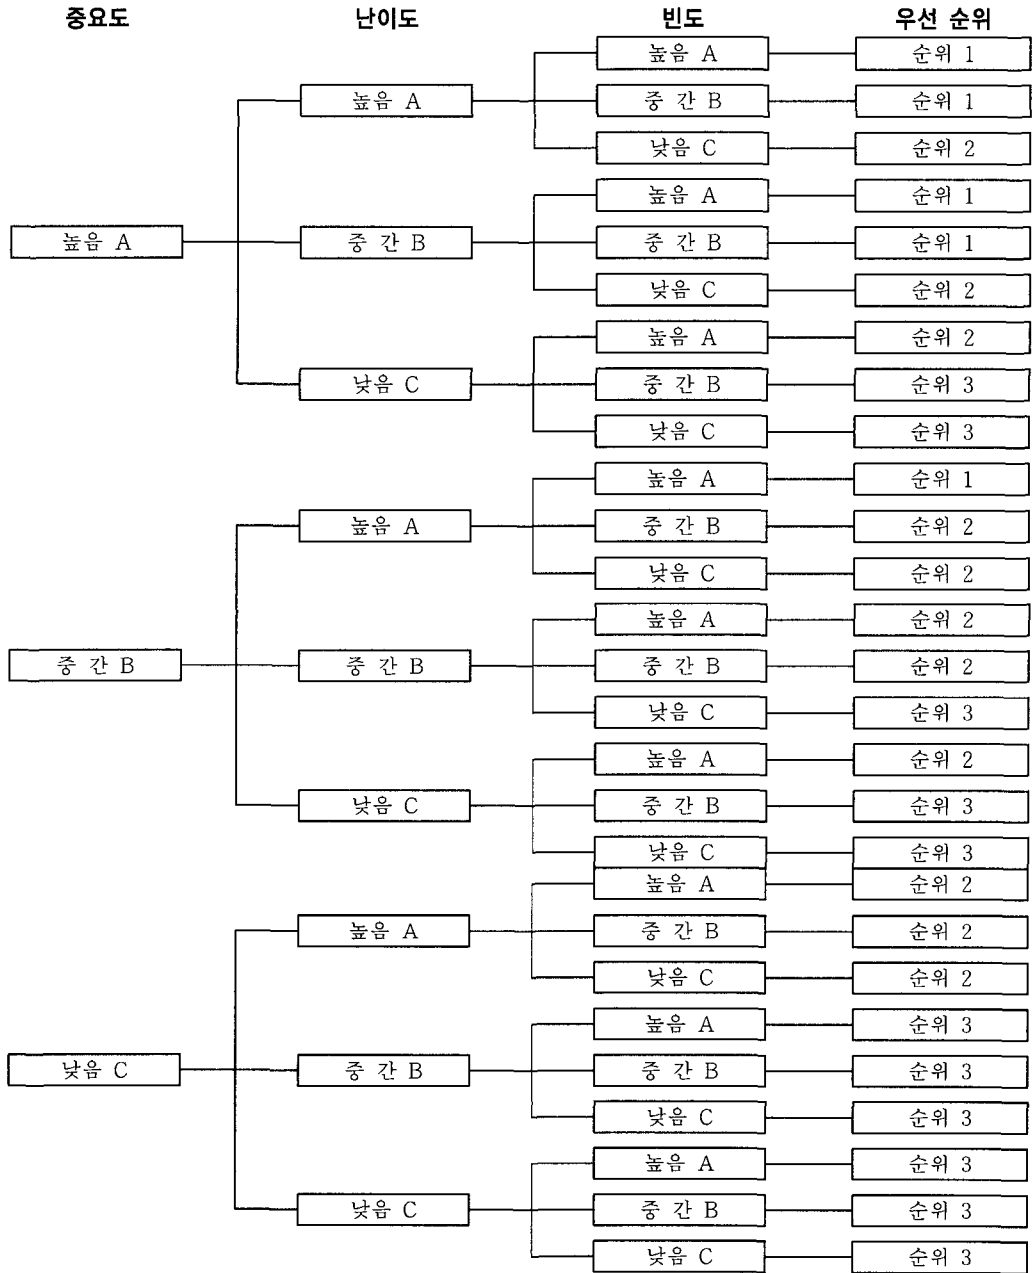 중요도 난이도 빈도 우선 순위
높음 A 순위 1
높음 A 중 간 B 순위 1
낮음 C 순위 2
높음 A 순위 1
높음 A 중 간 B 중 간 B 순위 1
낮음 C 순위 2
높음 A 순위 2
낮음 C 중 간 B 순위 3
낮음 C 순위 3
높음 A 순위 1
높음 A 중 간 B 순위 2
낮음 C 순위 2
높음 A 순위 2
중 간 B 중 간 B 중 간 B 순위 2
낮음 C 순위 3
높음 A 순위 2
낮음 C 중 간 B 순위 3
낮음 C 순위 3
높음 A 순위 2
높음 A 중 간 B 순위 2
낮음 C 순위 2
높음 A 순위 3
낮음 C 중 간 B 중 간 B 순위 3
낮음 C 순위 3
높음 A 순위 3
낮음 C 중 간 B 순위 3
낮음 C 순위 3